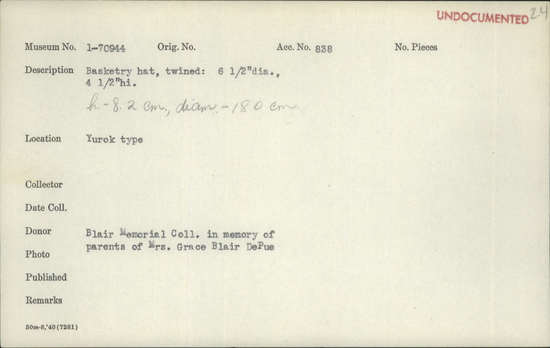 UNDOCUMENTED 24
Museum No. 1-70944 Orig. No. Acc. No. 838 No. Pieces
Description Basketry hat, twined: 6 1/2"dia.,
4 1/2"hi.
h - 8.2 cm, diam. - 18.0 cm
Location Yurok type
Collector
Date Coll.
Donor Blair Memorial Coll. in memory of
parents of Mrs. Grace Blair DePue
Photo
Published
Remarks
50m-8,'40(7281)